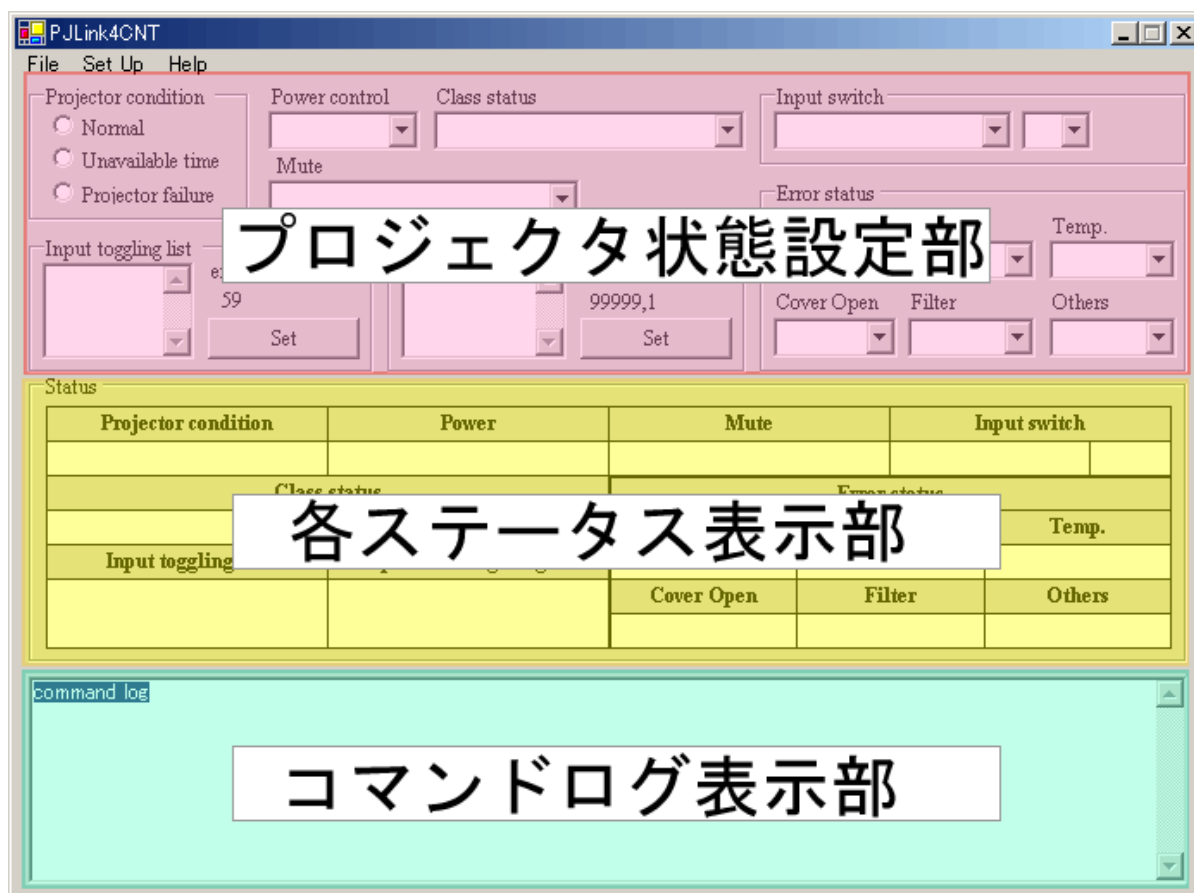 PJLink4CNT
File Set Up Help
Projector condition
Normal
Unavailable time
Projector failure
Power control
Class status
Input switch
Mute
Error status
プロジェクタ状態設定部
Temp.
Input toggling list
59
Set
99999,1
Set
Cover Open Filter Others
Status
Projector condition Power Mute Input switch
Class status Error status
各ステータス表示部
Temp.
Input toggling
Cover Open Filter Others
command log
コマンドログ表示部